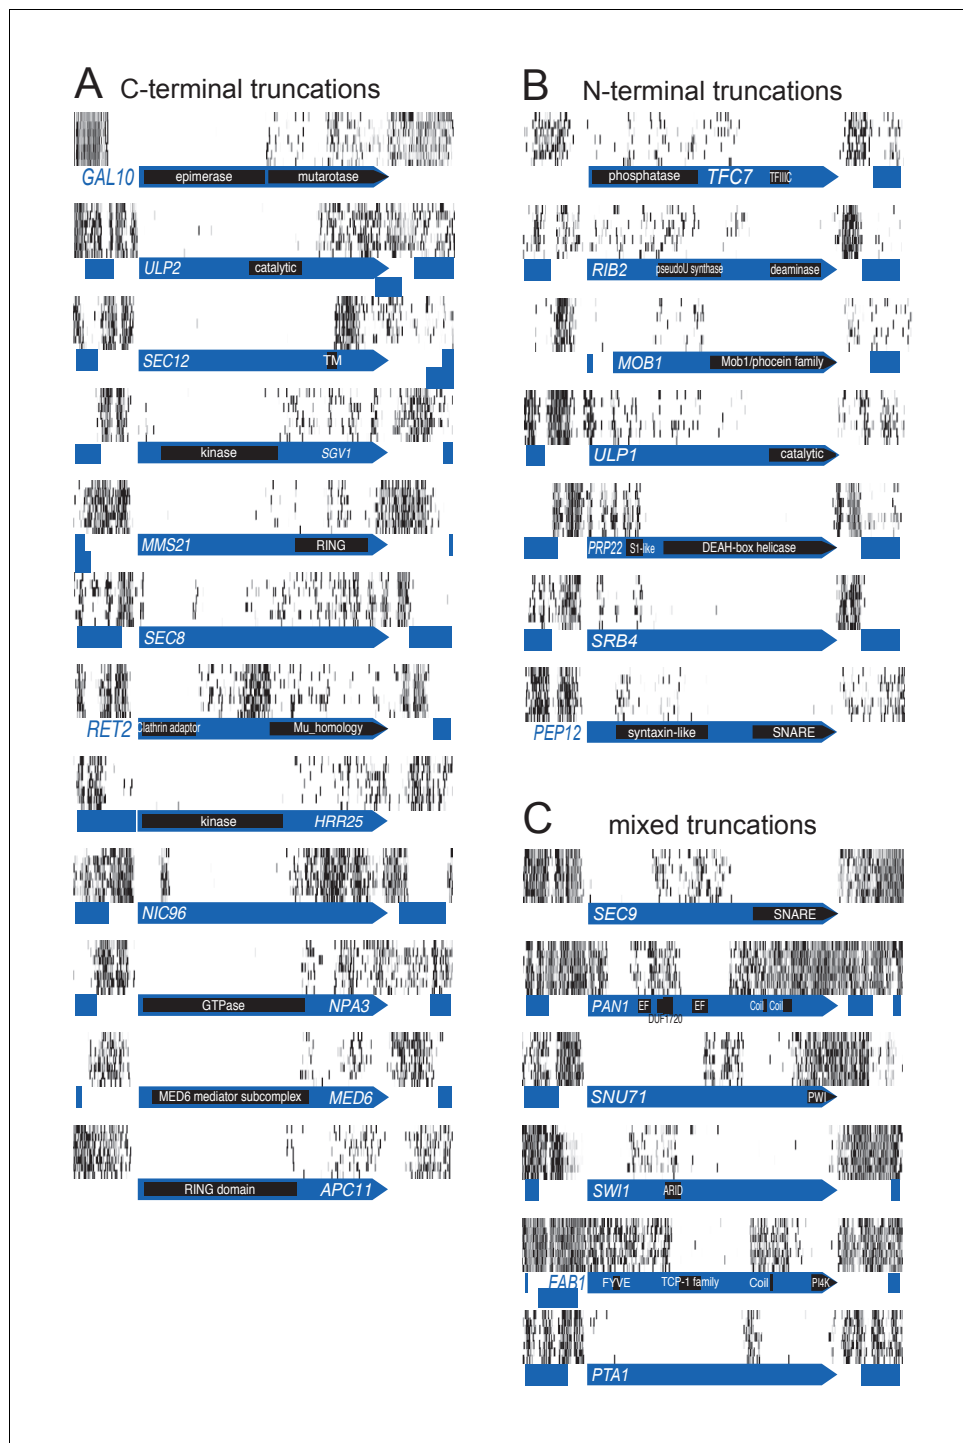 A C-terminal truncations
GAL10 epimerase mutarotase
ULP2 catalytic
SEC12 TM
kinase SGV1
MMS21 RING
SEC8
RET2 Clathrin adaptor Mu_homology
kinase HRR25
NIC96
GTPase NPA3
MED6 mediator subcomplex MED6
RING domain APC11
B N-terminal truncations
phosphatase TFC7 TFIIIC
RIB2 pseudoU synthase deaminase
MOB1 Mob1/phocein family
ULP1 catalytic
PRP22 S1-like DEAH-box helicase
SRB4
PEP12 syntaxin-like SNARE
C mixed truncations
SEC9 SNARE
PAN1 EF EF Coil Coil
DUF1720
SNU71 PWI
SWI1 ARID
FAB1 FYVE TCP-1 family Coil PI4K
PTA1